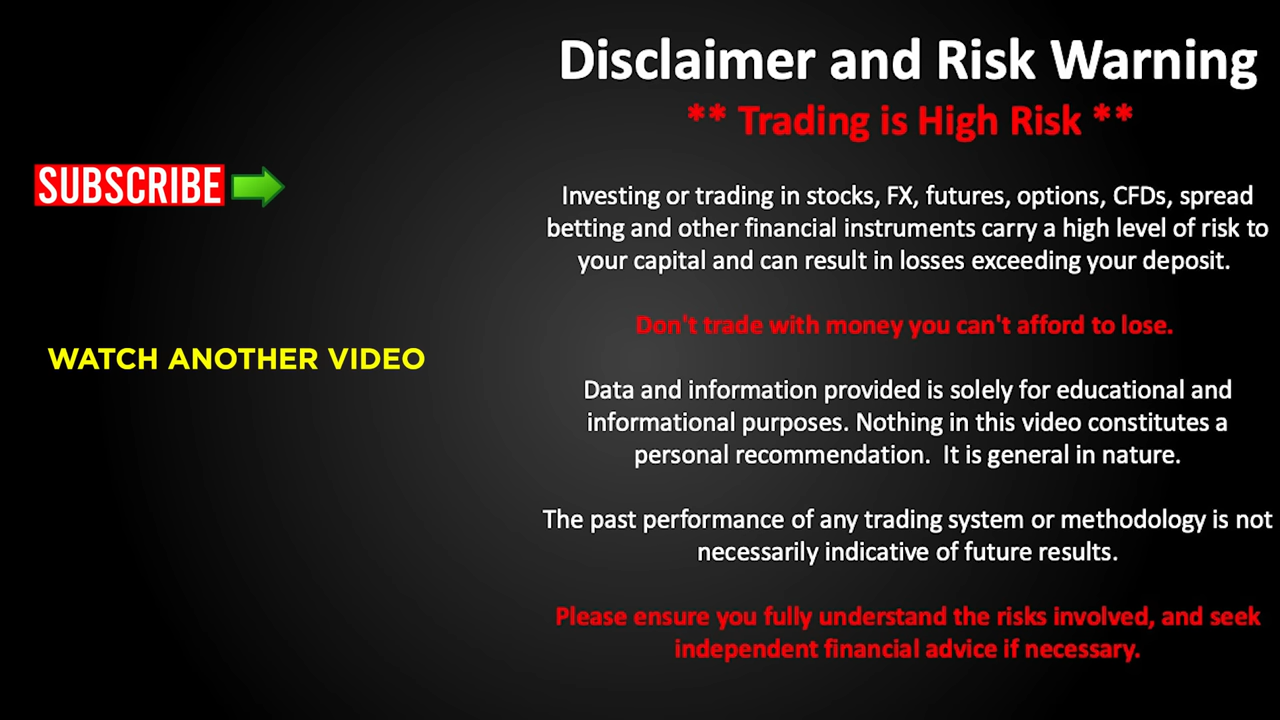 Disclaimer and Risk Warning
** Trading is High Risk **
SUBSCRIBE
Investing or trading in stocks, FX, futures, options, CFDs, spread
betting and other financial instruments carry a high level of risk to
your capital and can result in losses exceeding your deposit.
Don't trade with money you can't afford to lose.
WATCH ANOTHER VIDEO
Data and information provided is solely for educational and
informational purposes. Nothing in this video constitutes a
personal recommendation.  It is general in nature.
The past performance of any trading system or methodology is not
necessarily indicative of future results.
Please ensure you fully understand the risks involved, and seek
independent financial advice if necessary.